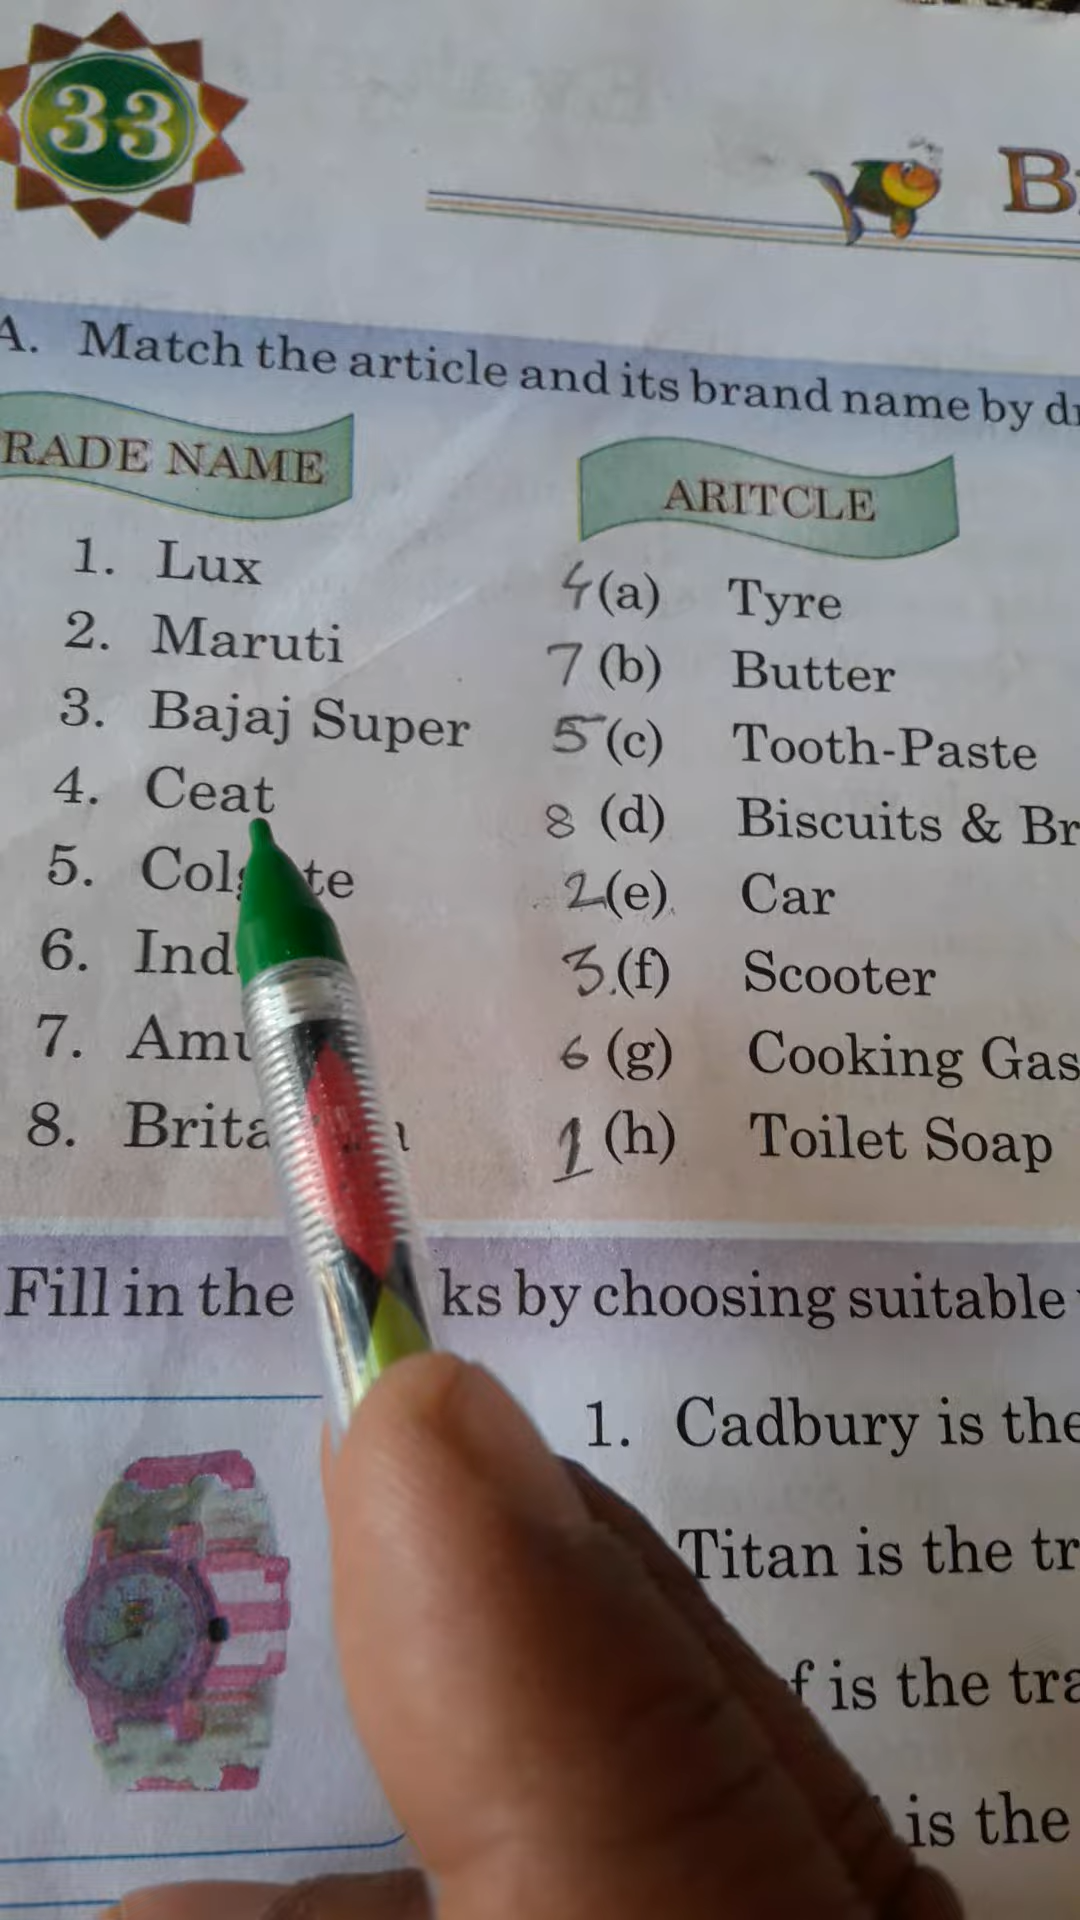 33
A. Match the article and its brand name by
RADE NAME
ARITCLE
1. Lux
4 (a) Tyre
2. Maruti
7 (b) Butter
3. Bajaj Super
5 (c) Tooth-Paste
4. Ceat
8 (d) Biscuits & Br
5. Col te
2 (e) Car
6. Ind
3 (f) Scooter
7. Amu
6 (g) Cooking Gas
8. Brita
1 (h) Toilet Soap
Fill in the ks by choosing suitable
1. Cadbury is the
Titan is the tr
f is the tra
is the